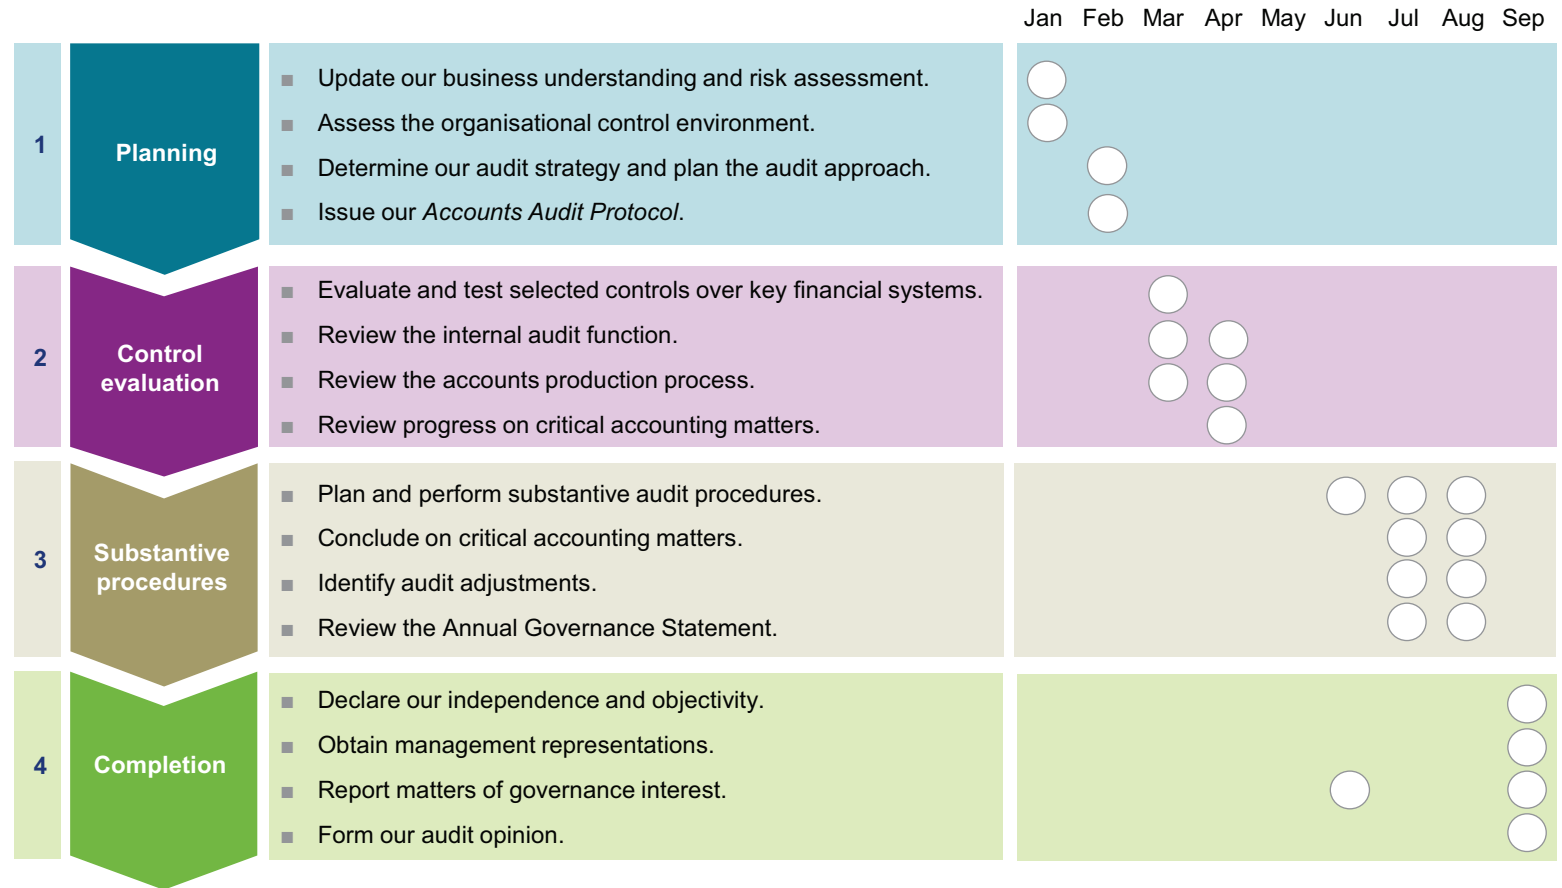 Jan Feb Mar Apr May Jun Jul Aug Sep
1
Planning
Update our business understanding and risk assessment.
Assess the organisational control environment.
Determine our audit strategy and plan the audit approach.
Issue our Accounts Audit Protocol.
2
Control
evaluation
Evaluate and test selected controls over key financial systems.
Review the internal audit function.
Review the accounts production process.
Review progress on critical accounting matters.
3
Substantive
procedures
Plan and perform substantive audit procedures.
Conclude on critical accounting matters.
Identify audit adjustments.
Review the Annual Governance Statement.
4
Completion
Declare our independence and objectivity.
Obtain management representations.
Report matters of governance interest.
Form our audit opinion.